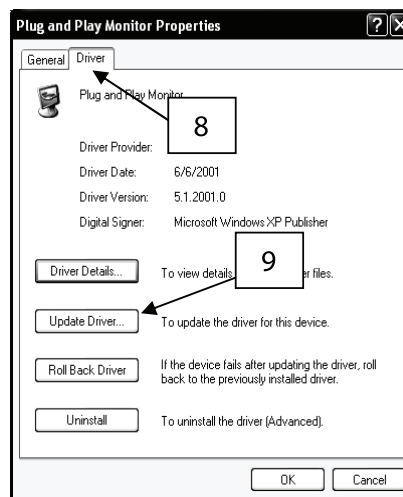 Plug and Play Monitor Properties
General Driver
Plug and Play Monitor
8
Driver Provider:
Driver Date: 6/6/2001
Driver Version: 5.1.2001.0
Digital Signer: Microsoft Windows XP Publisher
9
Driver Details... To view details files.
Update Driver... To update the driver for this device.
Roll Back Driver If the device fails after updating the driver, roll
back to the previously installed driver.
Uninstall To uninstall the driver (Advanced).
OK Cancel